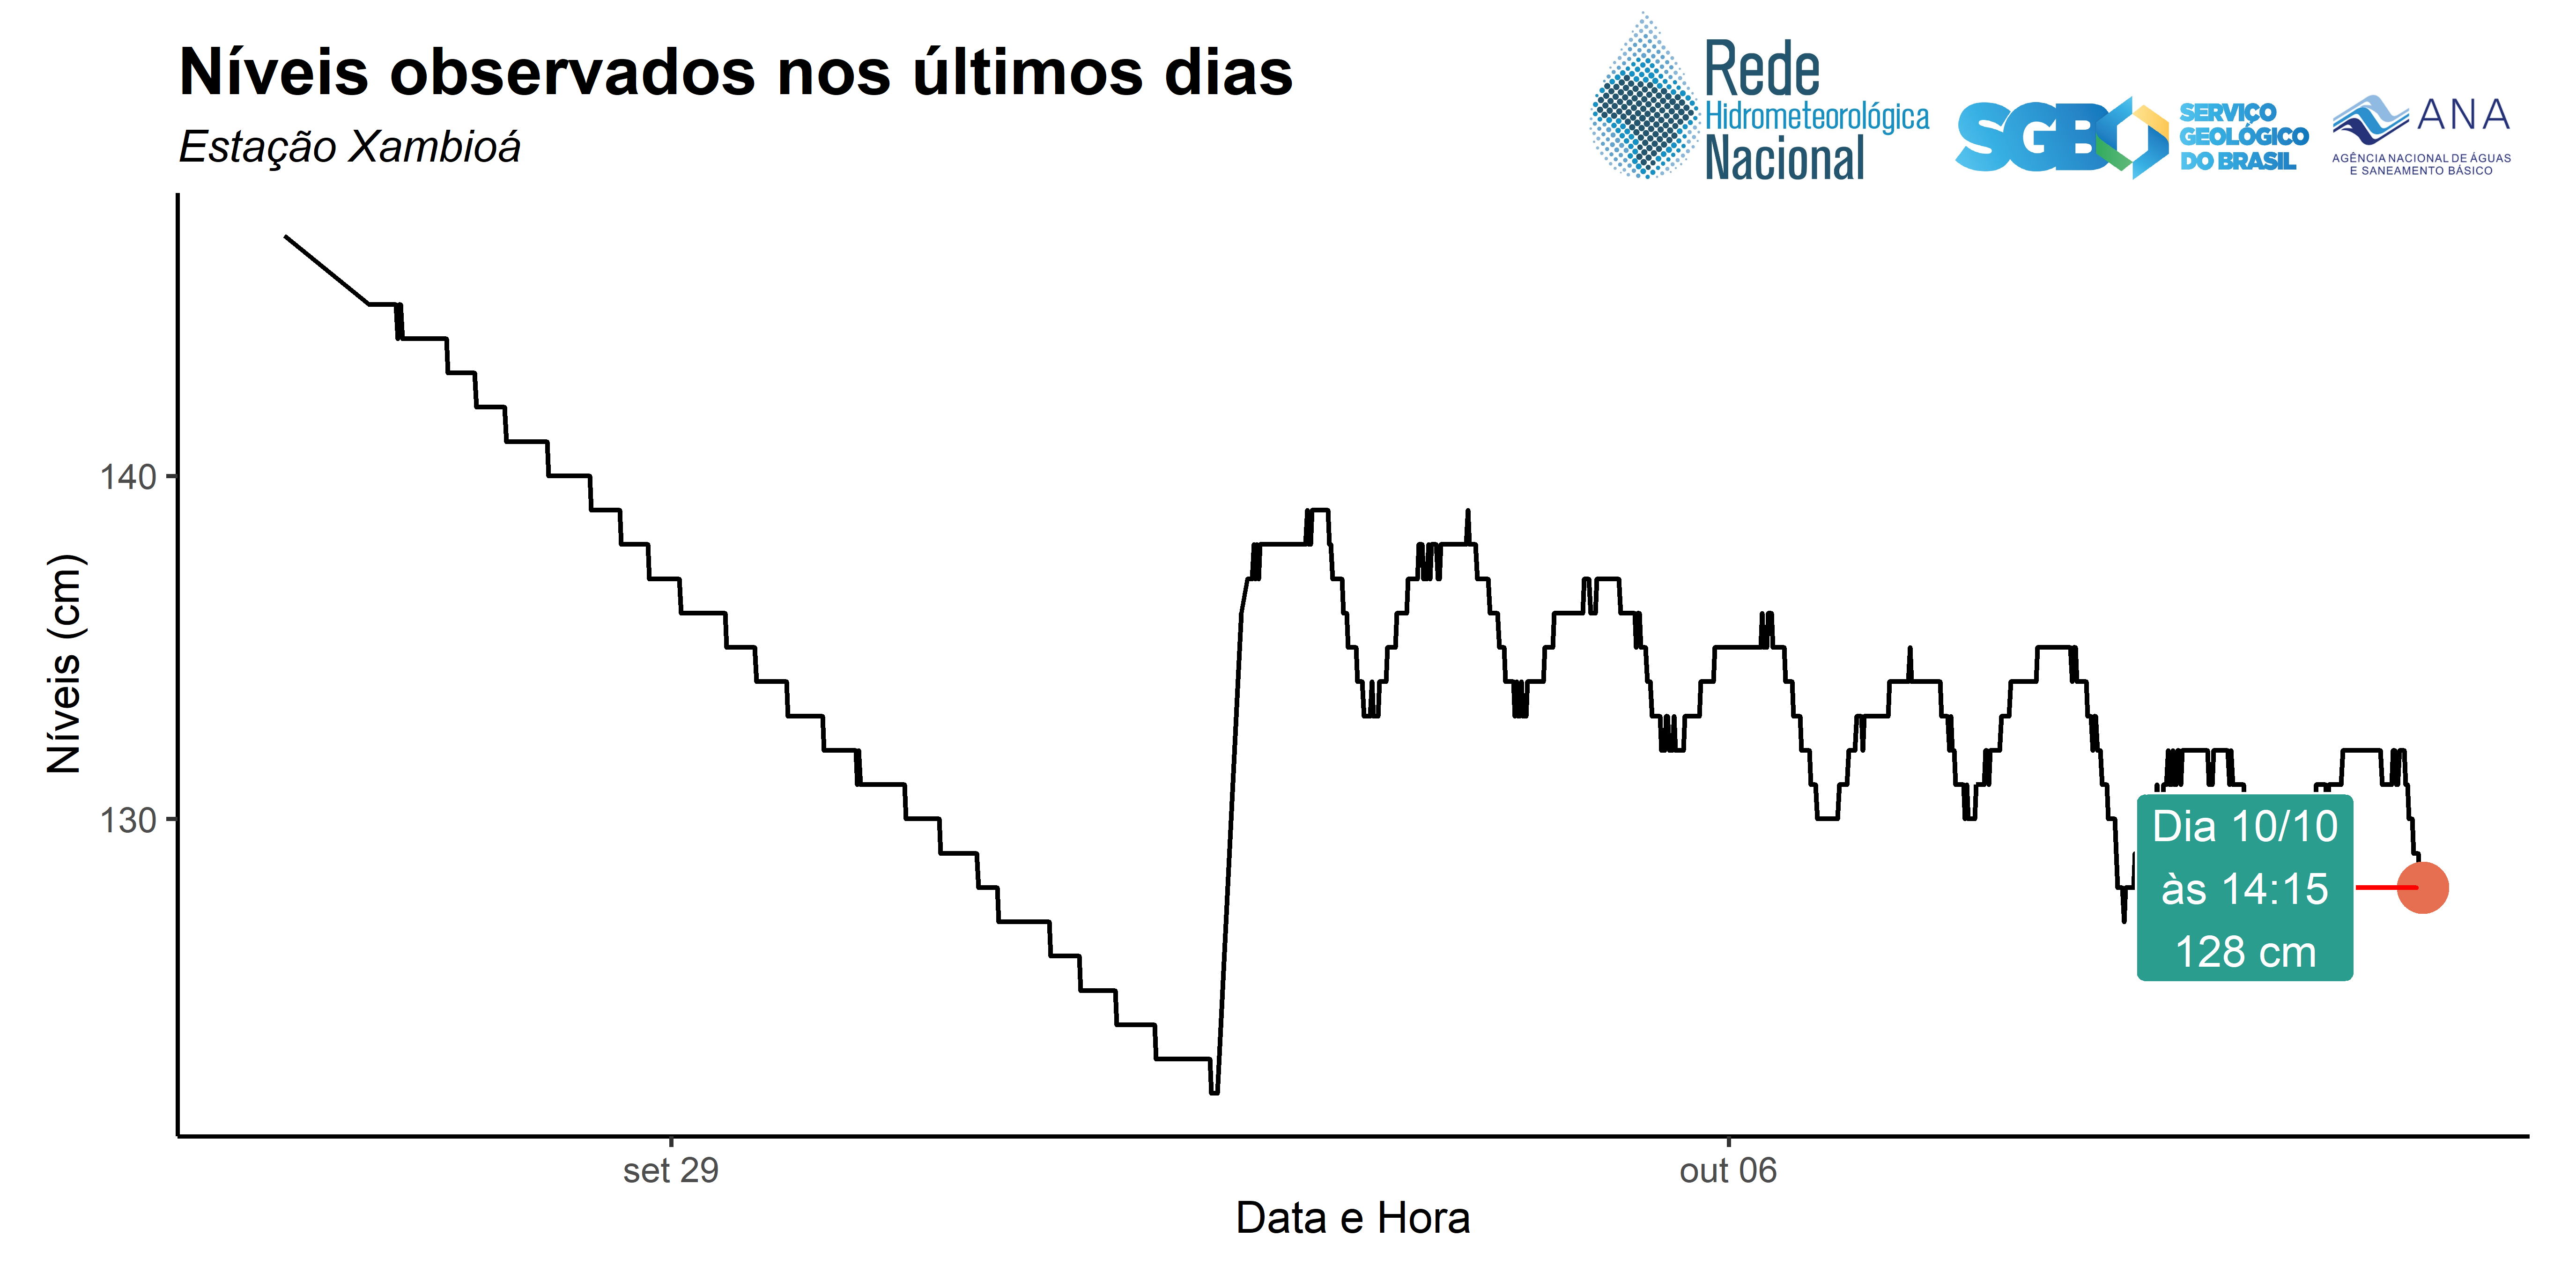 Níveis observados nos últimos dias
Estação Xambioá
Rede
Hidrometeorológica
Nacional
SGB
SERVIÇO
GEOLÓGICO
DO BRASIL
ANA
AGÊNCIA NACIONAL DE ÁGUAS
E SANEAMENTO BÁSICO
Níveis (cm)
140
130
Dia 10/10
às 14:15
128 cm
set 29
out 06
Data e Hora